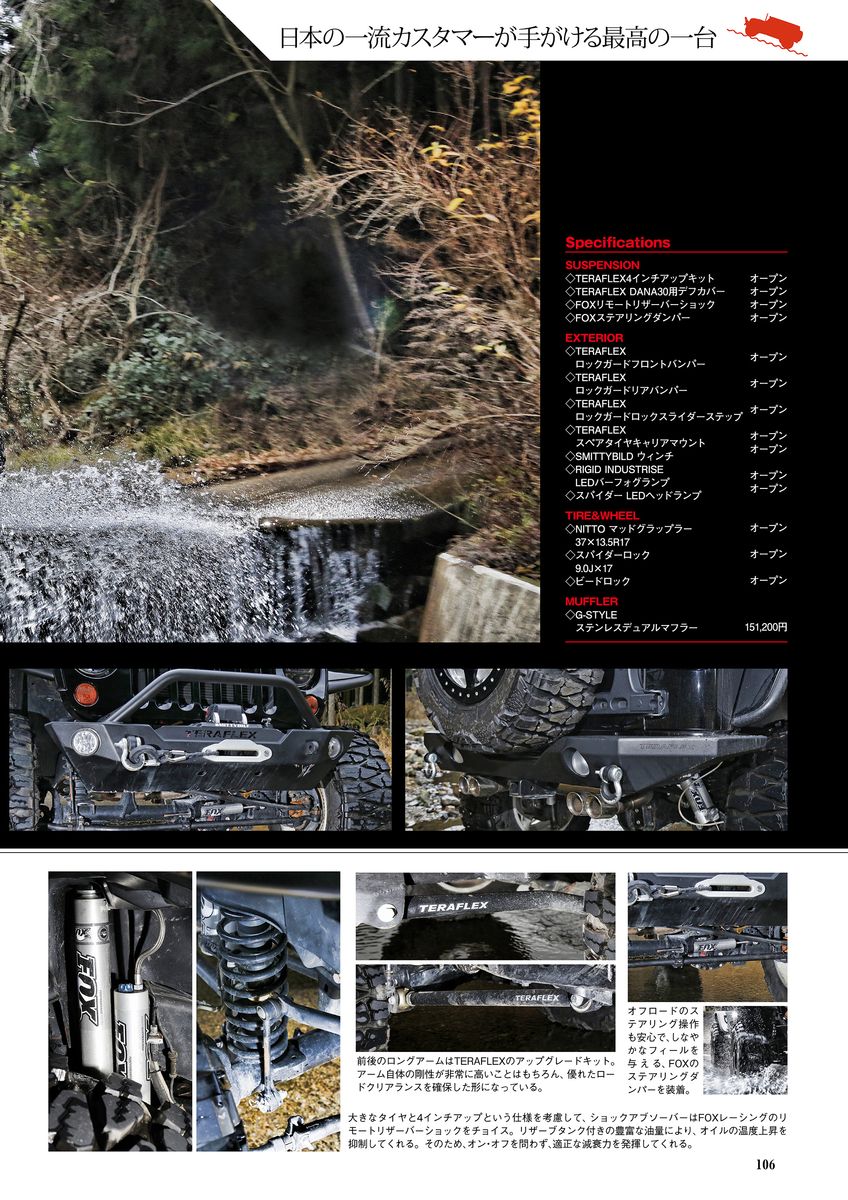 日本の一流カスタマーが手がける最高の一台
Specifications
SUSPENSION
◇TERAFLEX4インチアップキット オープン
◇TERAFLEX DANA30用デフカバー オープン
◇FOXリモートリザーバーショック オープン
◇FOXステアリングダンパー オープン
EXTERIOR
◇TERAFLEX
ロックガードフロントバンパー オープン
◇TERAFLEX
ロックガードリアバンパー オープン
◇TERAFLEX
ロックガードロックスライダーステップ オープン
◇TERAFLEX
スペアタイヤキャリアマウント オープン
◇SMITTYBILD ウィンチ オープン
◇RIGID INDUSTRISE
LEDバーフォグランプ オープン
◇スパイダー LEDヘッドランプ オープン
TIRE&WHEEL
◇NITTO マッドグラップラー オープン
37×13.5R17
◇スパイダーロック オープン
9.0J×17
◇ビードロック オープン
MUFFLER
◇G-STYLE
ステンレスデュアルマフラー 151,200円
SMITTYBILT
TERAFLEX
FOX
TERAFLEX
FOX
FOX
FOX
TERAFLEX
TERAFLEX
FOX
前後のロングアームはTERAFLEXのアップグレードキット。
アーム自体の剛性が非常に高いことはもちろん、優れたロー
ドクリアランスを確保した形になっている。
オフロードのス
テアリング操作
も安心で、しなや
かなフィールを
与える、FOXの
ステアリングダ
ンパーを装着。
大きなタイヤと4インチアップという仕様を考慮して、ショックアブソーバーはFOXレーシングのリ
モートリザーバーショックをチョイス。リザーブタンク付きの豊富な油量により、オイルの温度上昇を
抑制してくれる。そのため、オン・オフを問わず、適正な減衰力を発揮してくれる。
106